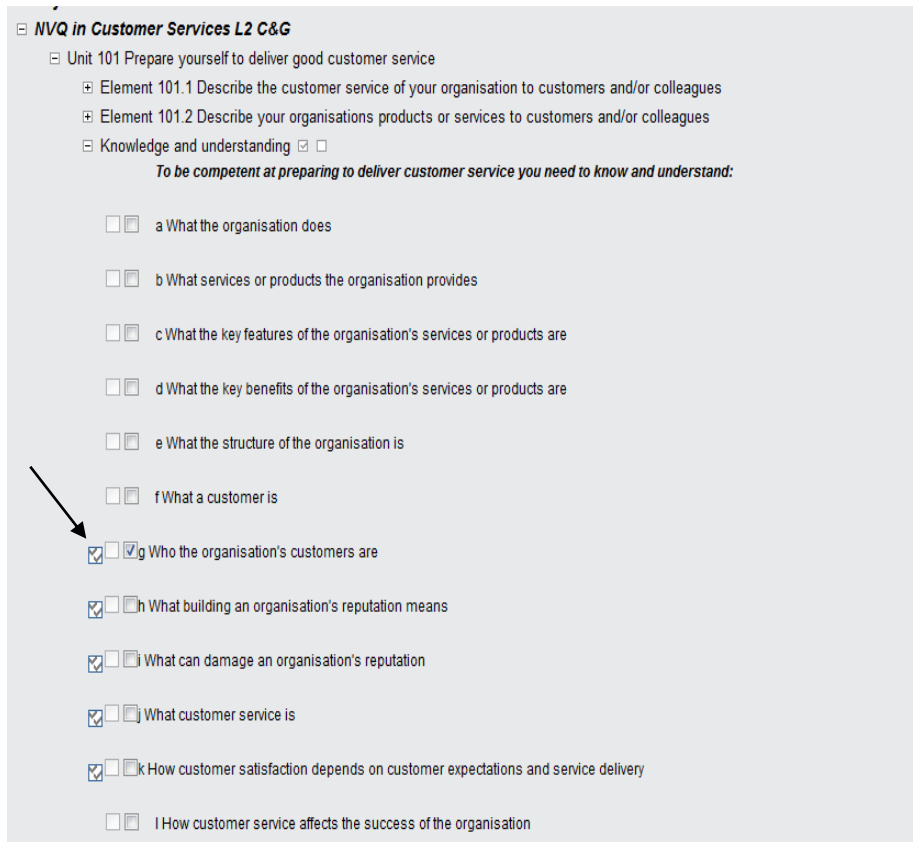 NVQ in Customer Services L2 C&G
Unit 101 Prepare yourself to deliver good customer service
Element 101.1 Describe the customer service of your organisation to customers and/or colleagues
Element 101.2 Describe your organisations products or services to customers and/or colleagues
Knowledge and understanding
To be competent at preparing to deliver customer service you need to know and understand:
a What the organisation does
b What services or products the organisation provides
c What the key features of the organisation's services or products are
d What the key benefits of the organisation's services or products are
e What the structure of the organisation is
f What a customer is
g Who the organisation's customers are
h What building an organisation's reputation means
i What can damage an organisation's reputation
j What customer service is
k How customer satisfaction depends on customer expectations and service delivery
l How customer service affects the success of the organisation